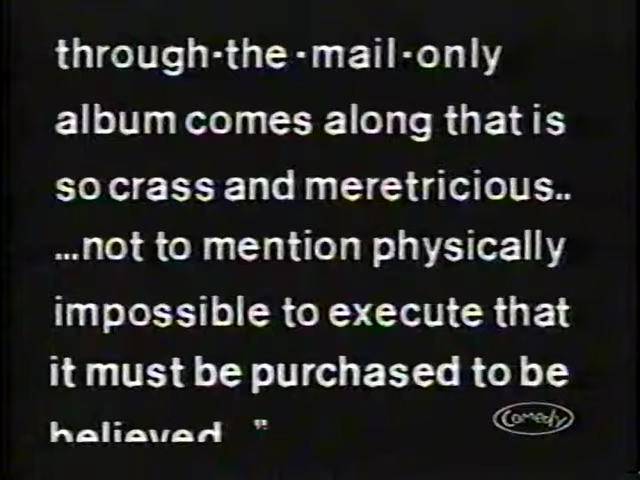 through-the-mail-only
album comes along that is
so crass and meretricious..
...not to mention physically
impossible to execute that
it must be purchased to be
believed "
Comedy